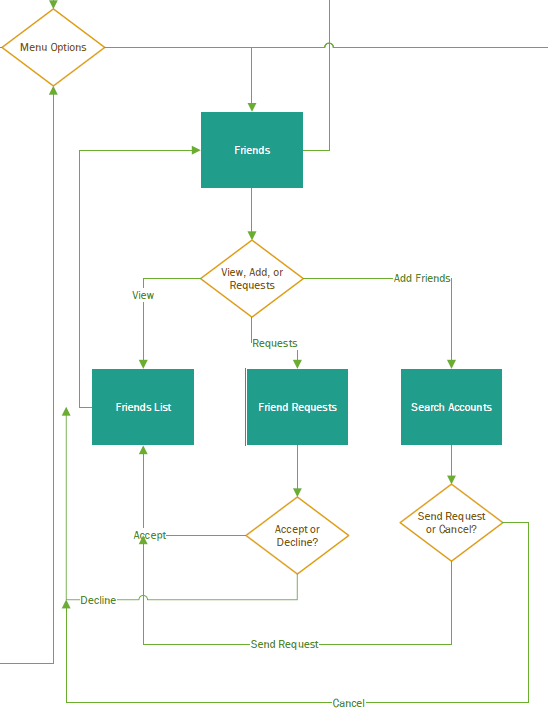 Menu Options
Friends
View, Add, or
Requests
Add Friends
View
Requests
Friends List
Friend Requests
Search Accounts
Send Request
or Cancel?
Accept or
Decline?
Accept
Decline
Send Request
Cancel